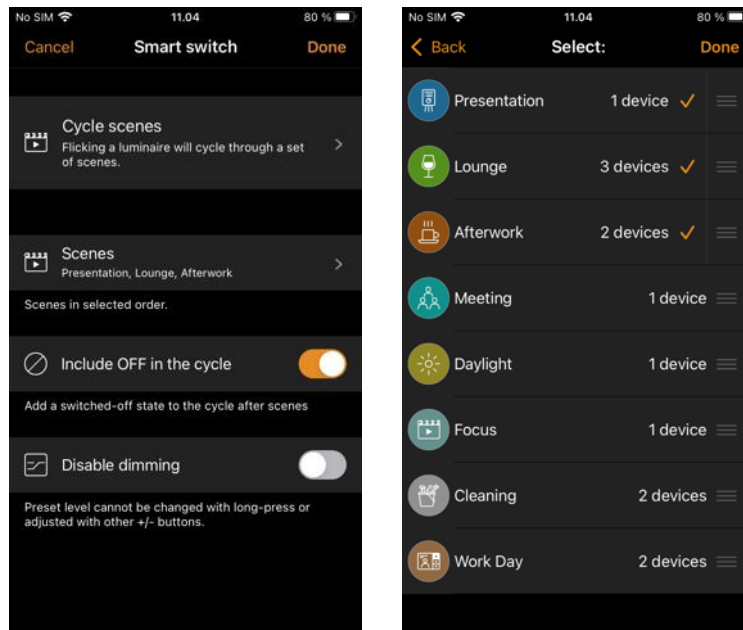 No SIM 11.04 80 %
Cancel Smart switch Done
Cycle scenes
Flicking a luminaire will cycle through a set
of scenes.
Scenes
Presentation, Lounge, Afterwork
Scenes in selected order.
Include OFF in the cycle
Add a switched-off state to the cycle after scenes
Disable dimming
Preset level cannot be changed with long-press or
adjusted with other +/- buttons.
No SIM 11.04 80 %
Back Select: Done
Presentation 1 device
Lounge 3 devices
Afterwork 2 devices
Meeting 1 device
Daylight 1 device
Focus 1 device
Cleaning 2 devices
Work Day 2 devices